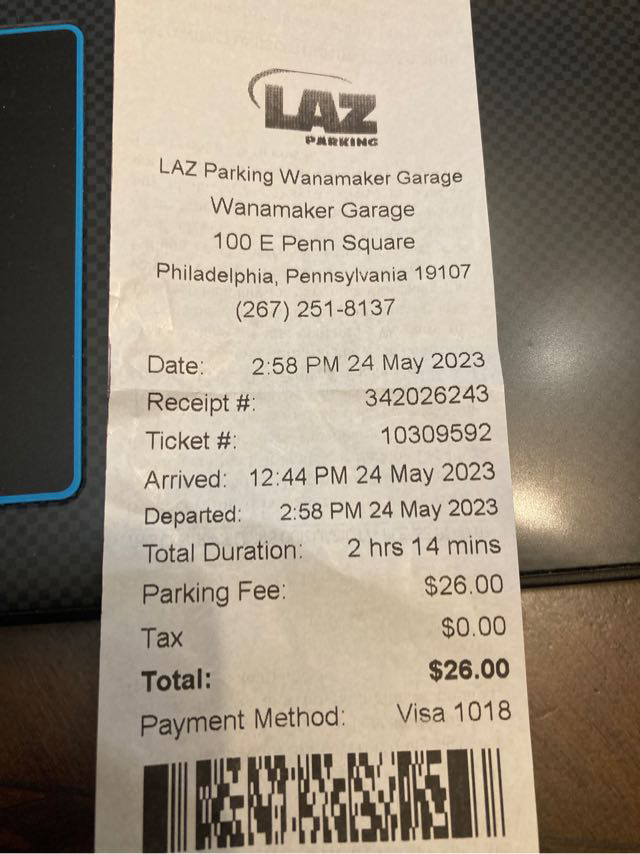 LAZ
PARKING
LAZ Parking Wanamaker Garage
Wanamaker Garage
100 E Penn Square
Philadelphia, Pennsylvania 19107
(267) 251-8137
Date: 2:58 PM 24 May 2023
Receipt #: 342026243
Ticket #: 10309592
Arrived: 12:44 PM 24 May 2023
Departed: 2:58 PM 24 May 2023
Total Duration: 2 hrs 14 mins
Parking Fee: $26.00
Tax $0.00
Total: $26.00
Payment Method: Visa 1018